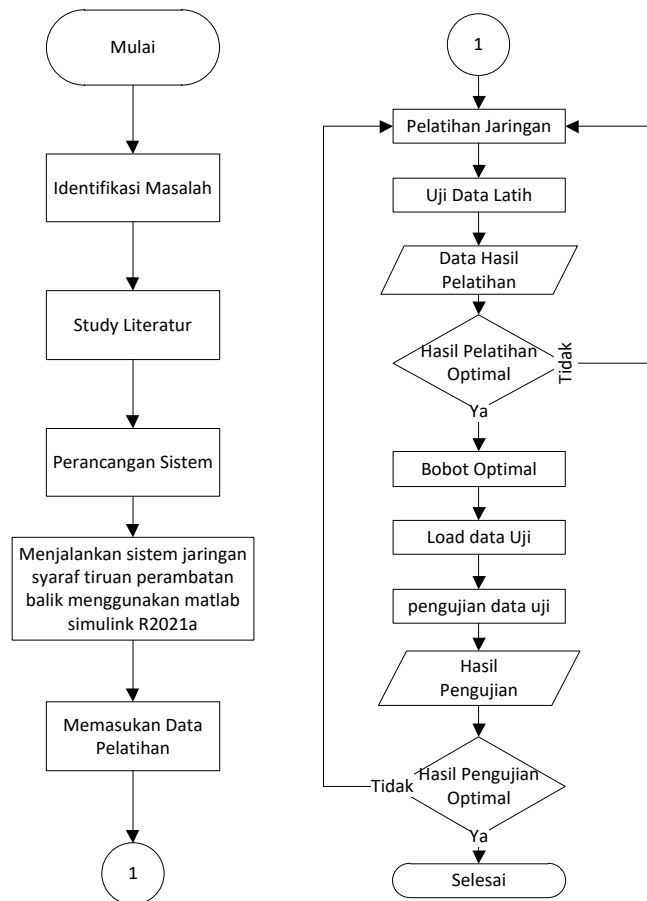 Mulai
Identifikasi Masalah
Study Literatur
Perancangan Sistem
Menjalankan sistem jaringan
syaraf tiruan perambatan
balik menggunakan matlab
simulink R2021a
Memasukan Data
Pelatihan
1
1
Pelatihan Jaringan
Uji Data Latih
Data Hasil
Pelatihan
Hasil Pelatihan
Optimal
Tidak
Ya
Bobot Optimal
Load data Uji
pengujian data uji
Hasil
Pengujian
Hasil Pengujian
Optimal
Tidak
Ya
Selesai